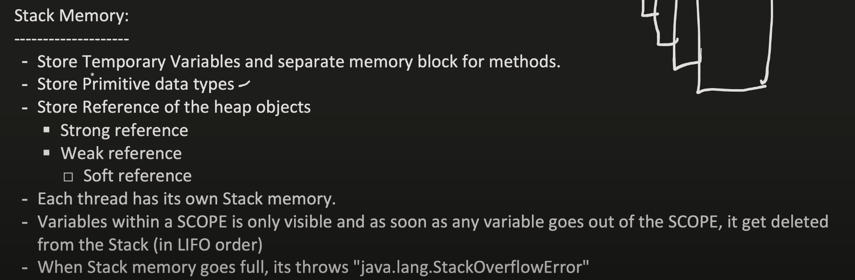 Stack Memory:
--------------------
- Store Temporary Variables and separate memory block for methods.
- Store Primitive data types
- Store Reference of the heap objects
▪ Strong reference
▪ Weak reference
□ Soft reference
- Each thread has its own Stack memory.
- Variables within a SCOPE is only visible and as soon as any variable goes out of the SCOPE, it get deleted
from the Stack (in LIFO order)
- When Stack memory goes full, its throws "java.lang.StackOverflowError"